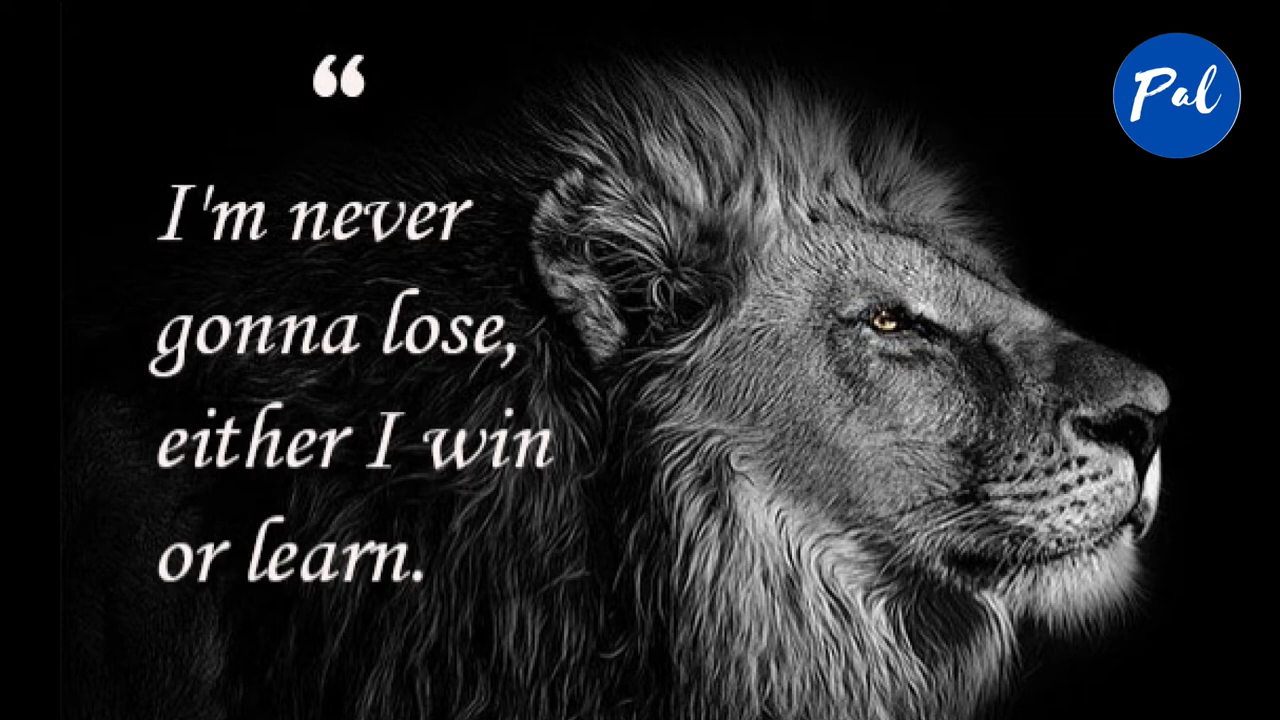 “
I'm never
gonna lose,
either I win
or learn.
Pal